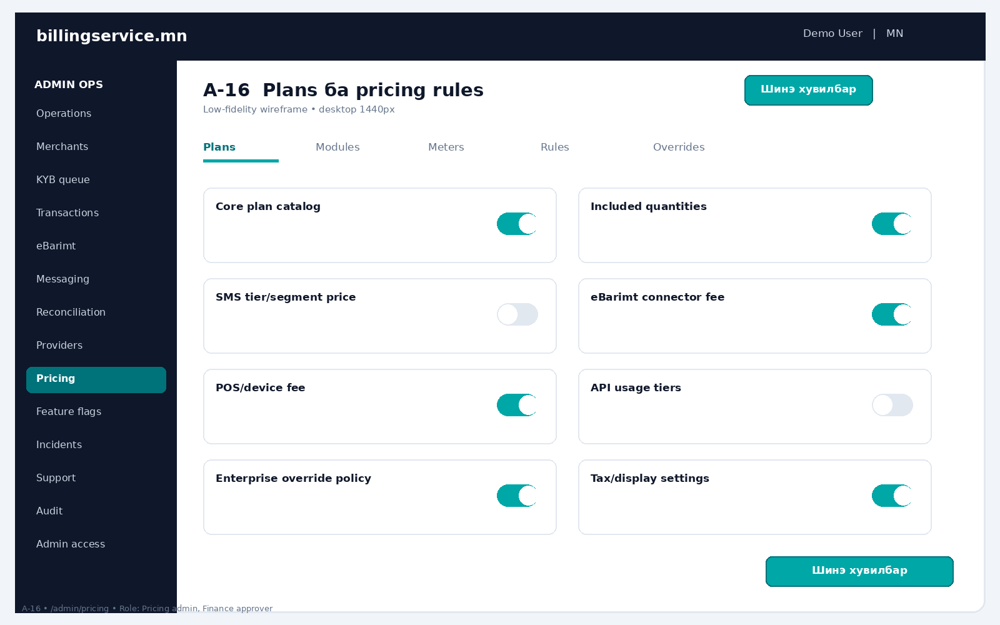 billingservice.mn
Demo User | MN
ADMIN OPS
Operations
Merchants
KYB queue
Transactions
eBarimt
Messaging
Reconciliation
Providers
Pricing
Feature flags
Incidents
Support
Audit
Admin access
A-16 Plans ба pricing rules
Low-fidelity wireframe • desktop 1440px
Шинэ хувилбар
Plans Modules Meters Rules Overrides
Core plan catalog
Included quantities
SMS tier/segment price
eBarimt connector fee
POS/device fee
API usage tiers
Enterprise override policy
Tax/display settings
Шинэ хувилбар
A-16 • /admin/pricing • Role: Pricing admin, Finance approver